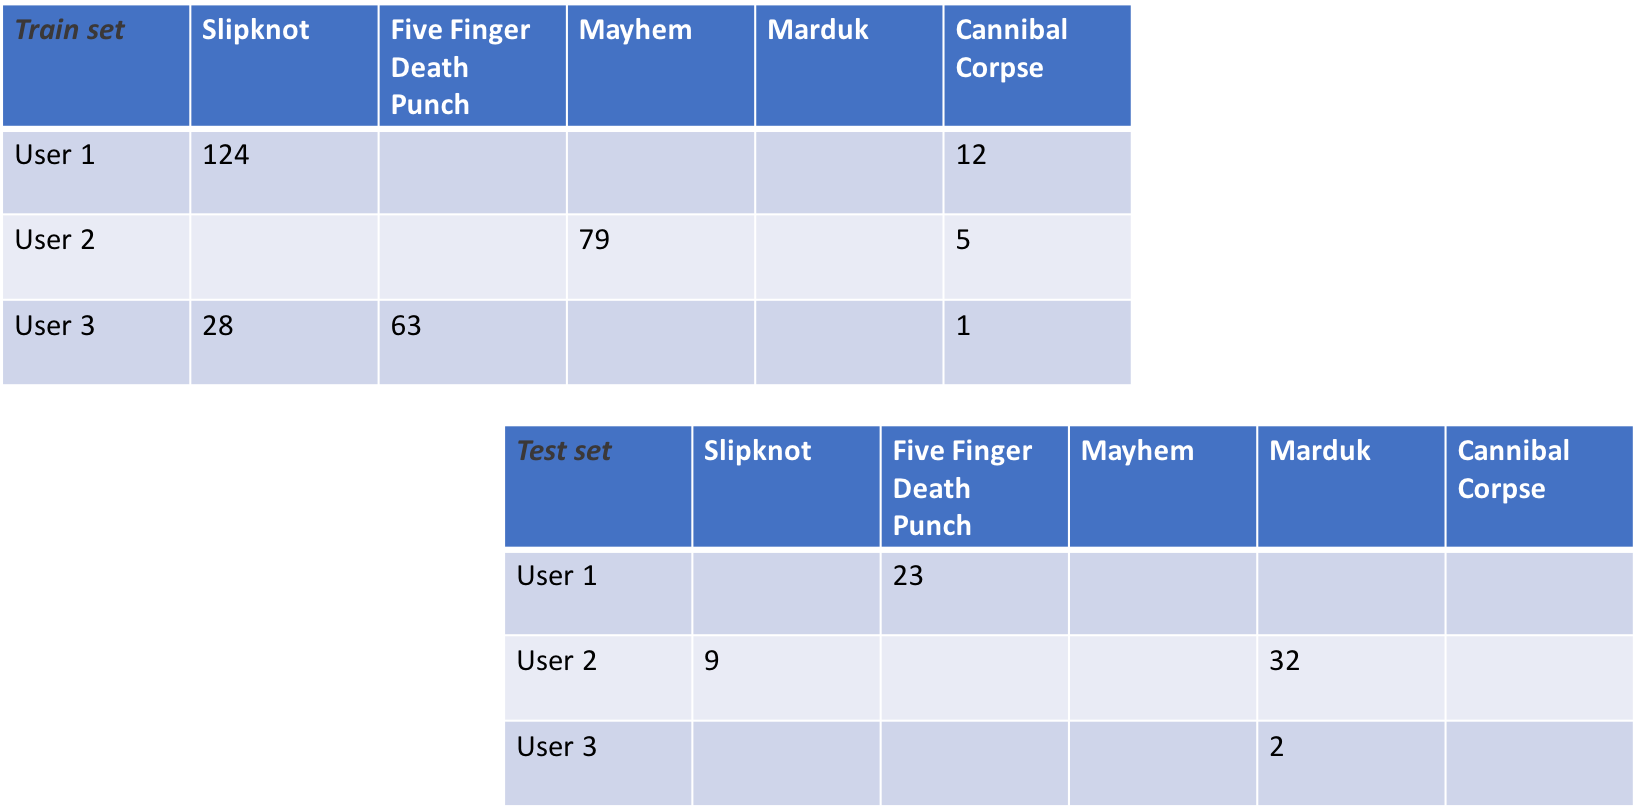 Train set Slipknot Five Finger Mayhem Marduk Cannibal
Death Corpse
Punch
User 1 124 12
User 2 79 5
User 3 28 63 1
Test set Slipknot Five Finger Mayhem Marduk Cannibal
Death Corpse
Punch
User 1 23
User 2 9 32
User 3 2